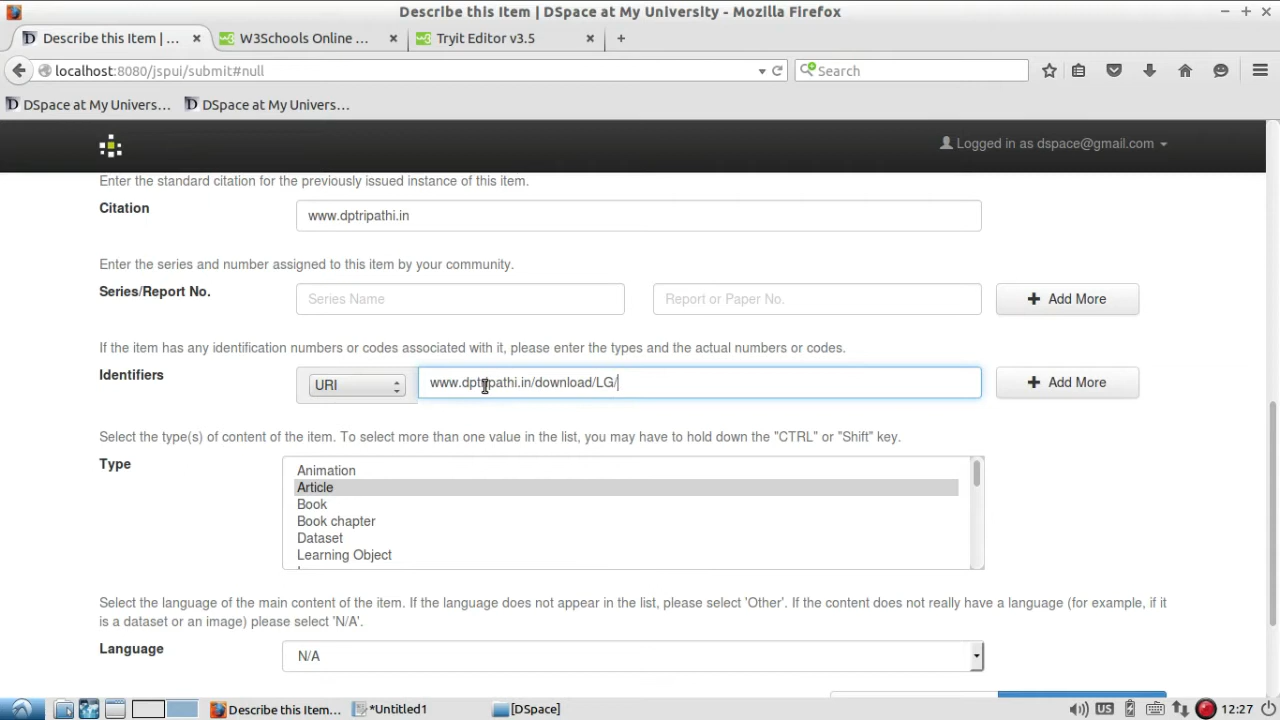 Describe this Item | DSpace at My University - Mozilla Firefox
Describe this Item | ...
W3Schools Online ...
Tryit Editor v3.5
localhost:8080/jspui/submit#null
Search
DSpace at My Univers...
DSpace at My Univers...
Logged in as dspace@gmail.com
Enter the standard citation for the previously issued instance of this item.
Citation
www.dptripathi.in
Enter the series and number assigned to this item by your community.
Series/Report No.
Series Name
Report or Paper No.
Add More
If the item has any identification numbers or codes associated with it, please enter the types and the actual numbers or codes.
Identifiers
URI
www.dptripathi.in/download/LG/
Add More
Select the type(s) of content of the item. To select more than one value in the list, you may have to hold down the "CTRL" or "Shift" key.
Type
Animation
Article
Book
Book chapter
Dataset
Learning Object
Select the language of the main content of the item. If the language does not appear in the list, please select 'Other'. If the content does not really have a language (for example, if it
is a dataset or an image) please select 'N/A'.
Language
N/A
Describe this Item...
*Untitled1
[DSpace]
US
12:27